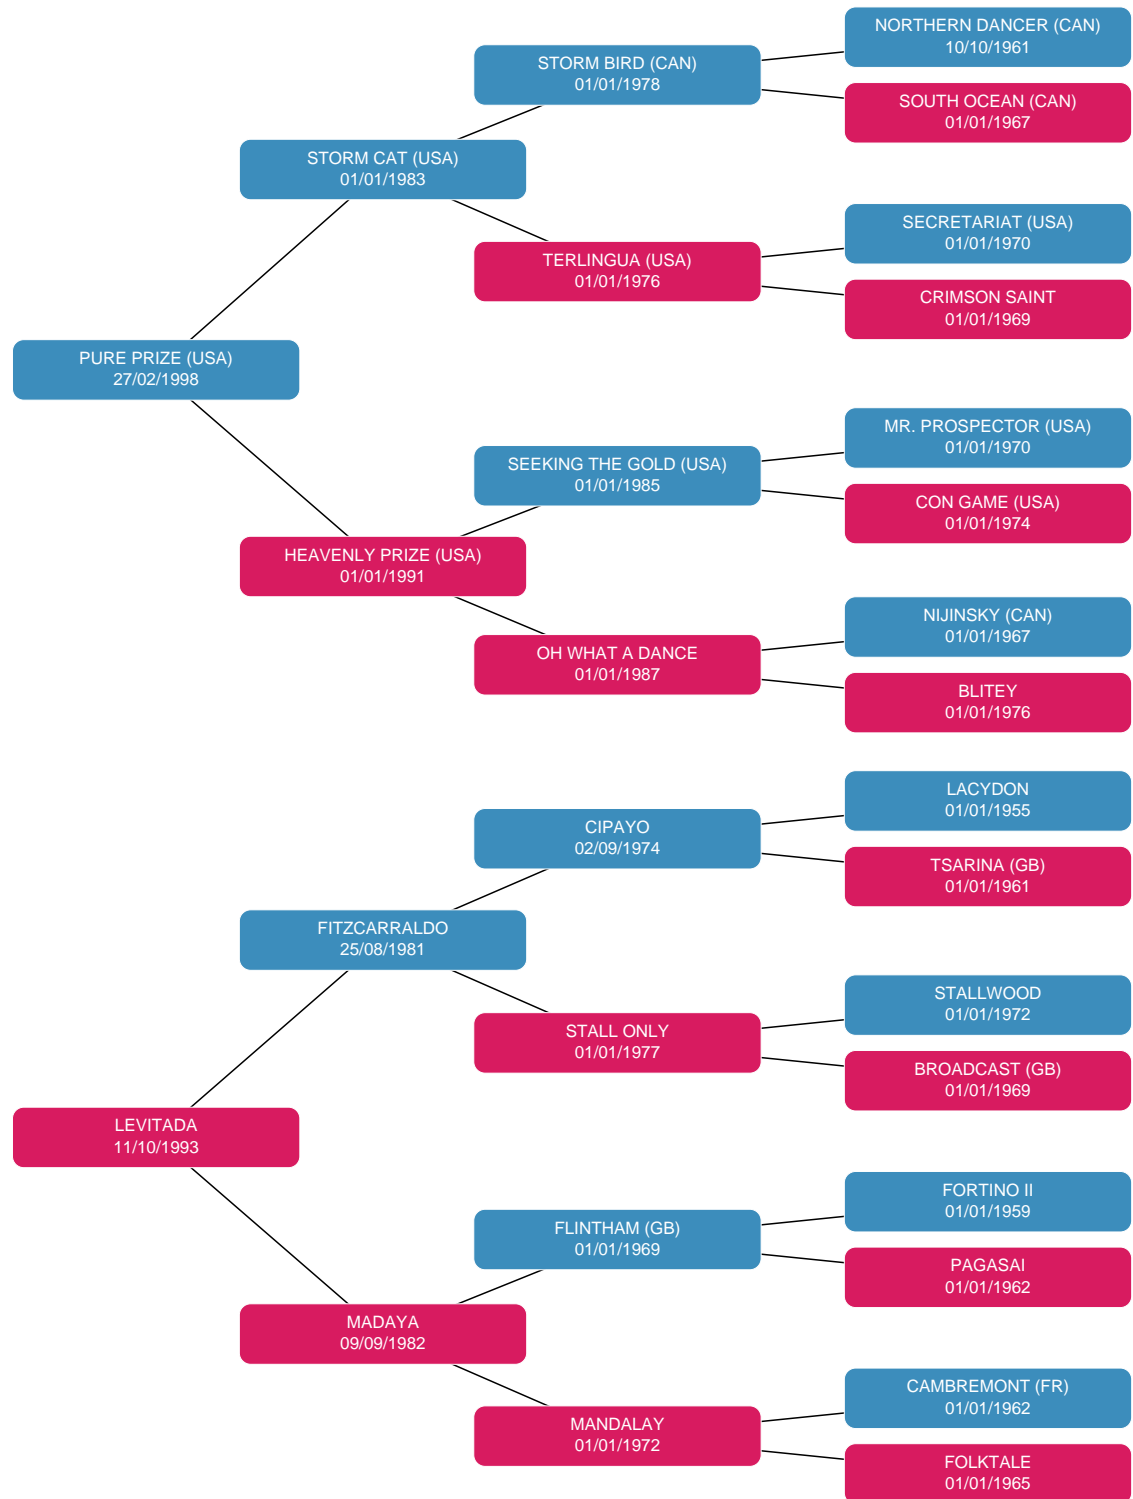 NORTHERN DANCER (CAN)
10/10/1961
STORM BIRD (CAN)
01/01/1978
SOUTH OCEAN (CAN)
01/01/1967
STORM CAT (USA)
01/01/1983
SECRETARIAT (USA)
01/01/1970
TERLINGUA (USA)
01/01/1976
CRIMSON SAINT
01/01/1969
PURE PRIZE (USA)
27/02/1998
MR. PROSPECTOR (USA)
01/01/1970
SEEKING THE GOLD (USA)
01/01/1985
CON GAME (USA)
01/01/1974
HEAVENLY PRIZE (USA)
01/01/1991
NIJINSKY (CAN)
01/01/1967
OH WHAT A DANCE
01/01/1987
BLITEY
01/01/1976
LACYDON
01/01/1955
CIPAYO
02/09/1974
TSARINA (GB)
01/01/1961
FITZCARRALDO
25/08/1981
STALLWOOD
01/01/1972
STALL ONLY
01/01/1977
BROADCAST (GB)
01/01/1969
LEVITADA
11/10/1993
FORTINO II
01/01/1959
FLINTHAM (GB)
01/01/1969
PAGASAI
01/01/1962
MADAYA
09/09/1982
CAMBREMONT (FR)
01/01/1962
MANDALAY
01/01/1972
FOLKTALE
01/01/1965